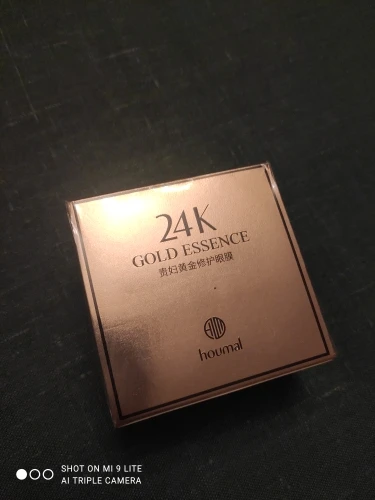 24K
GOLD ESSENCE
贵妇黄金修护眼膜
houmal
SHOT ON MI 9 LITE
AI TRIPLE CAMERA